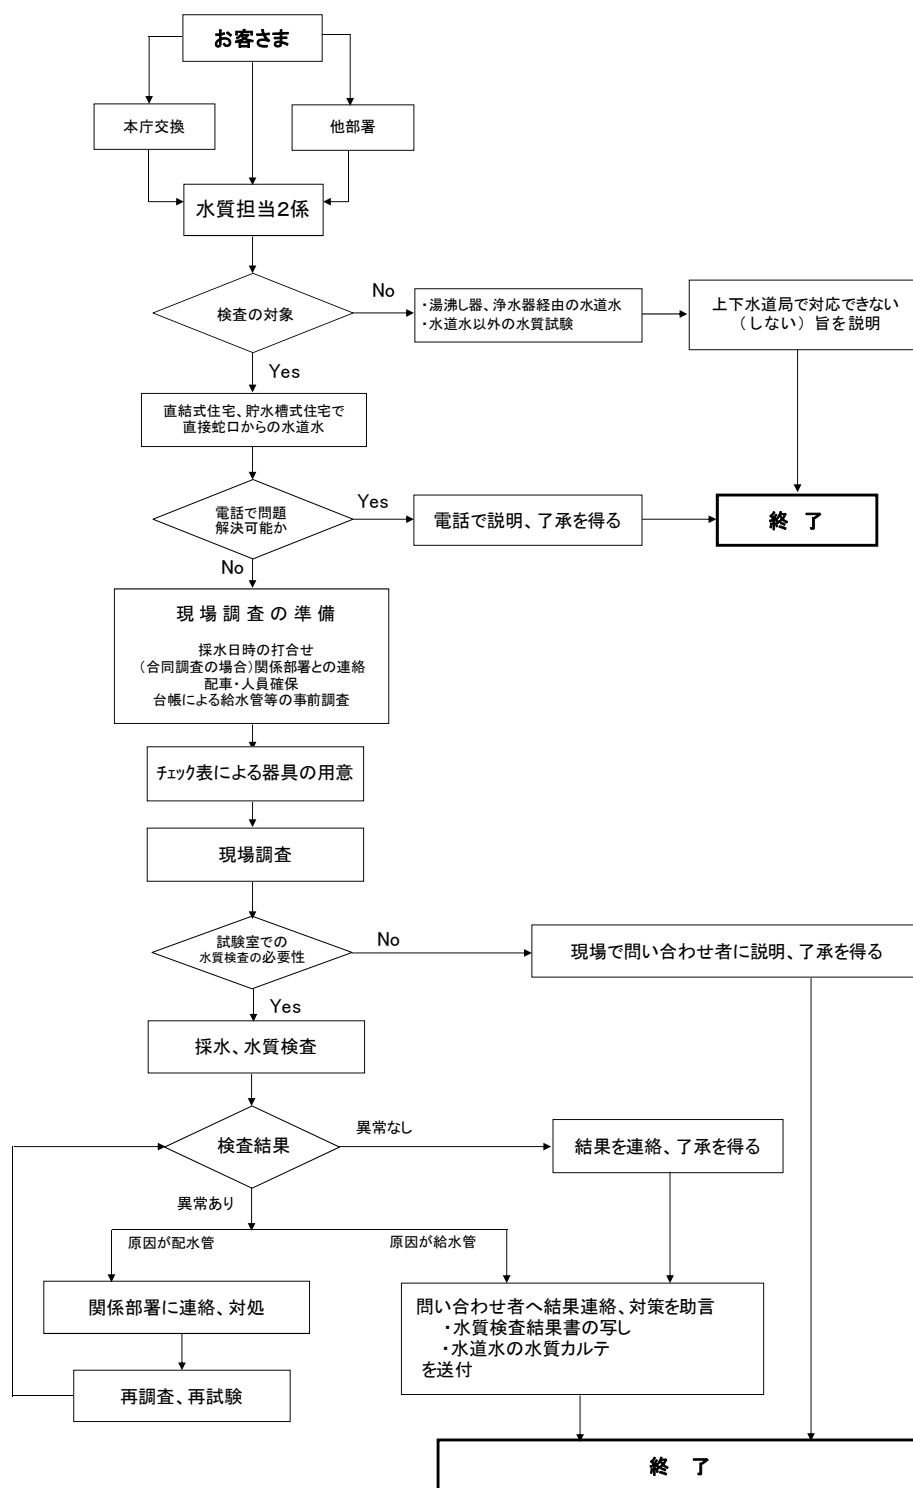 お客さま
本庁交換
他部署
水質担当2係
検査の対象
No
・湯沸し器、浄水器経由の水道水
・水道水以外の水質試験
上下水道局で対応できない
（しない）旨を説明
Yes
直結式住宅、貯水槽式住宅で
直接蛇口からの水道水
電話で問題
解決可能か
Yes
電話で説明、了承を得る
終　了
No
現 場 調 査 の 準 備
採水日時の打合せ
（合同調査の場合）関係部署との連絡
配車・人員確保
台帳による給水管等の事前調査
ﾁｪｯｸ表による器具の用意
現場調査
試験室での
水質検査の必要性
No
現場で問い合わせ者に説明、了承を得る
Yes
採水、水質検査
検査結果
異常なし
結果を連絡、了承を得る
異常あり
原因が配水管
原因が給水管
関係部署に連絡、対処
問い合わせ者へ結果連絡、対策を助言
・水質検査結果書の写し
・水道水の水質カルテ
を送付
再調査、再試験
終　了